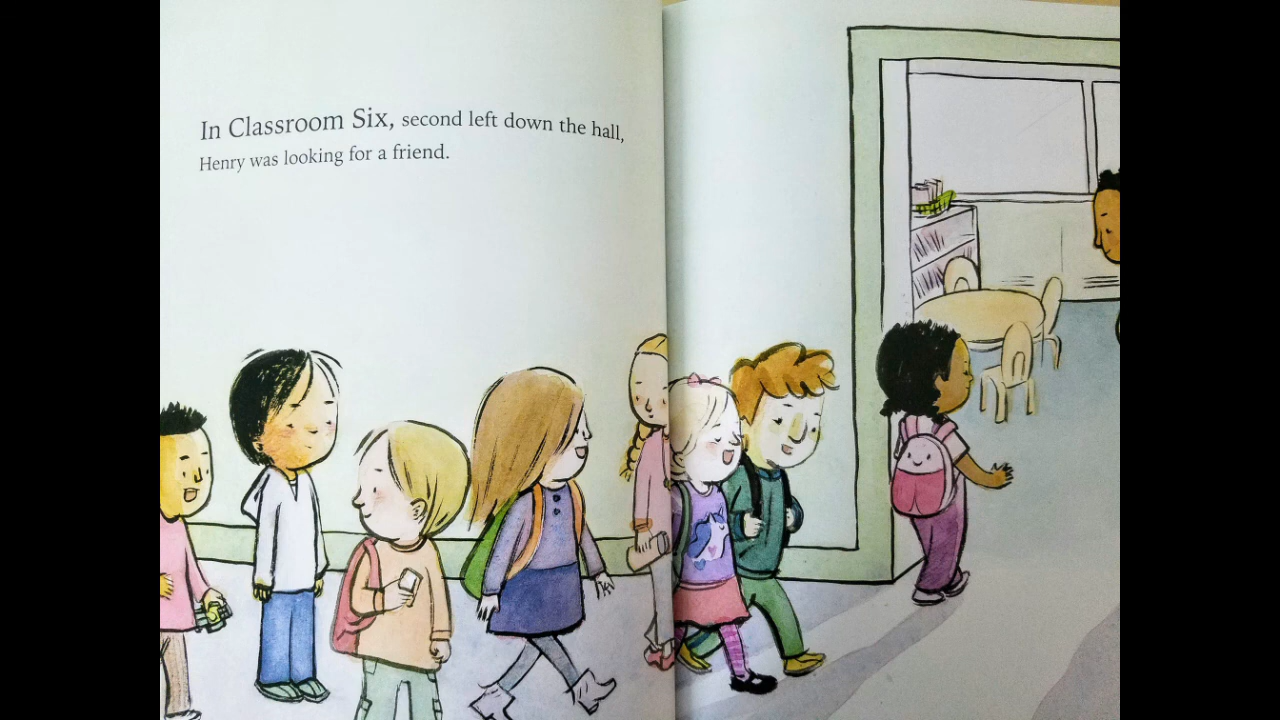 In Classroom Six, second left down the hall,
Henry was looking for a friend.